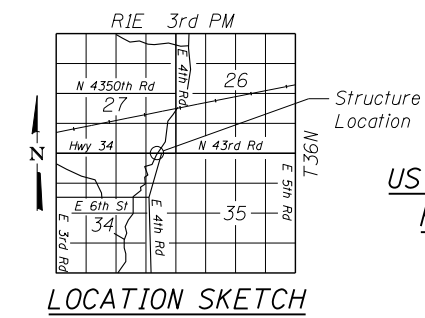 R1E 3rd PM
E 4th Rd
26
N 4350th Rd
27
Structure
Location
Hwy 34
N 43rd Rd
T36N
N
US
E 6th St
34
E 3rd Rd
E 4th Rd
35
E 5th Rd
LOCATION SKETCH